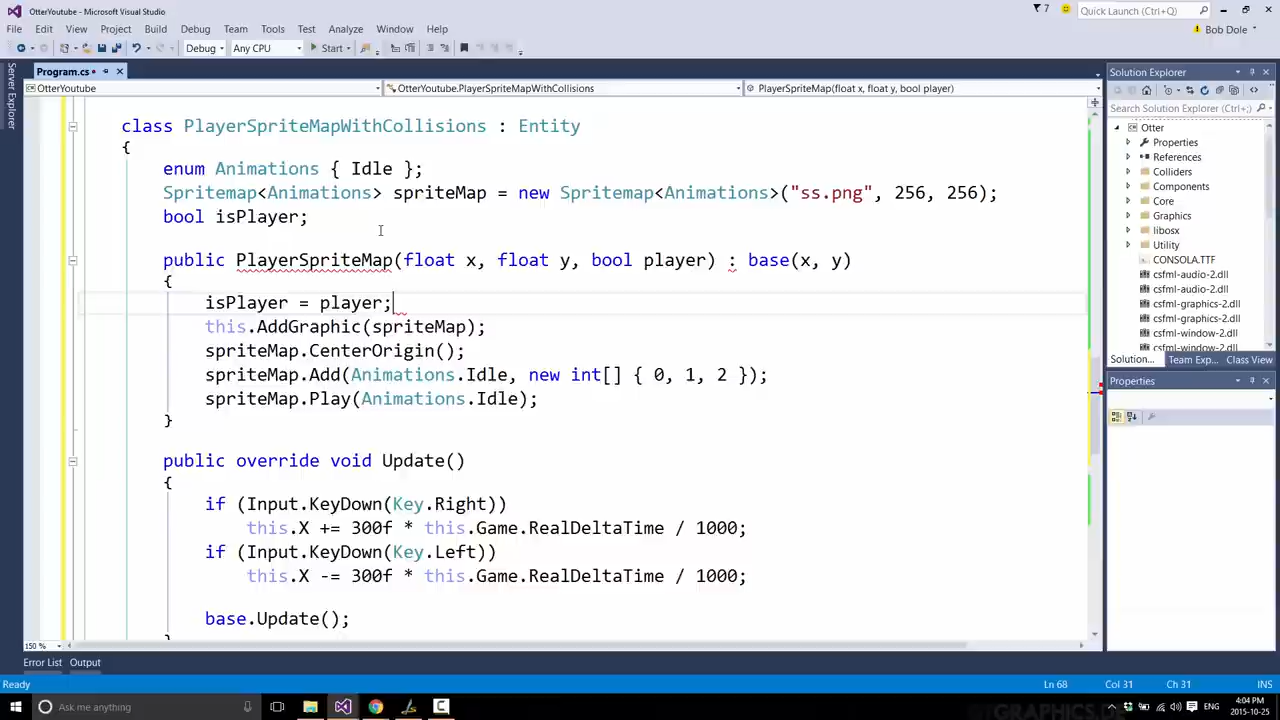 OtterYoutube - Microsoft Visual Studio
7
Quick Launch (Ctrl+Q)
File Edit View Project Build Debug Team Tools Test Analyze Window Help
Bob Dole
Debug Any CPU Start
Server Explorer
Program.cs
OtterYoutube
OtterYoutube.PlayerSpriteMapWithCollisions
PlayerSpriteMap(float x, float y, bool player)
class PlayerSpriteMapWithCollisions : Entity
{
enum Animations { Idle };
Spritemap<Animations> spriteMap = new Spritemap<Animations>("ss.png", 256, 256);
bool isPlayer;
public PlayerSpriteMap(float x, float y, bool player) : base(x, y)
{
isPlayer = player;
this.AddGraphic(spriteMap);
spriteMap.CenterOrigin();
spriteMap.Add(Animations.Idle, new int[] { 0, 1, 2 });
spriteMap.Play(Animations.Idle);
}
public override void Update()
{
if (Input.KeyDown(Key.Right))
this.X += 300f * this.Game.RealDeltaTime / 1000;
if (Input.KeyDown(Key.Left))
this.X -= 300f * this.Game.RealDeltaTime / 1000;
base.Update();
}
150 %
Solution Explorer
Search Solution Explorer (Ctrl+;)
Otter
Properties
References
Colliders
Components
Core
Graphics
libosx
Utility
CONSOLA.TTF
csfml-audio-2.dll
csfml-audio-2.dll
csfml-graphics-2.dll
csfml-graphics-2.dll
csfml-window-2.dll
csfml-window-2.dll
Solution... Team Exp... Class View
Properties
Error List Output
Ready
Ln 68 Col 31 Ch 31 INS
Ask me anything
ENG
4:04 PM
2015-10-25